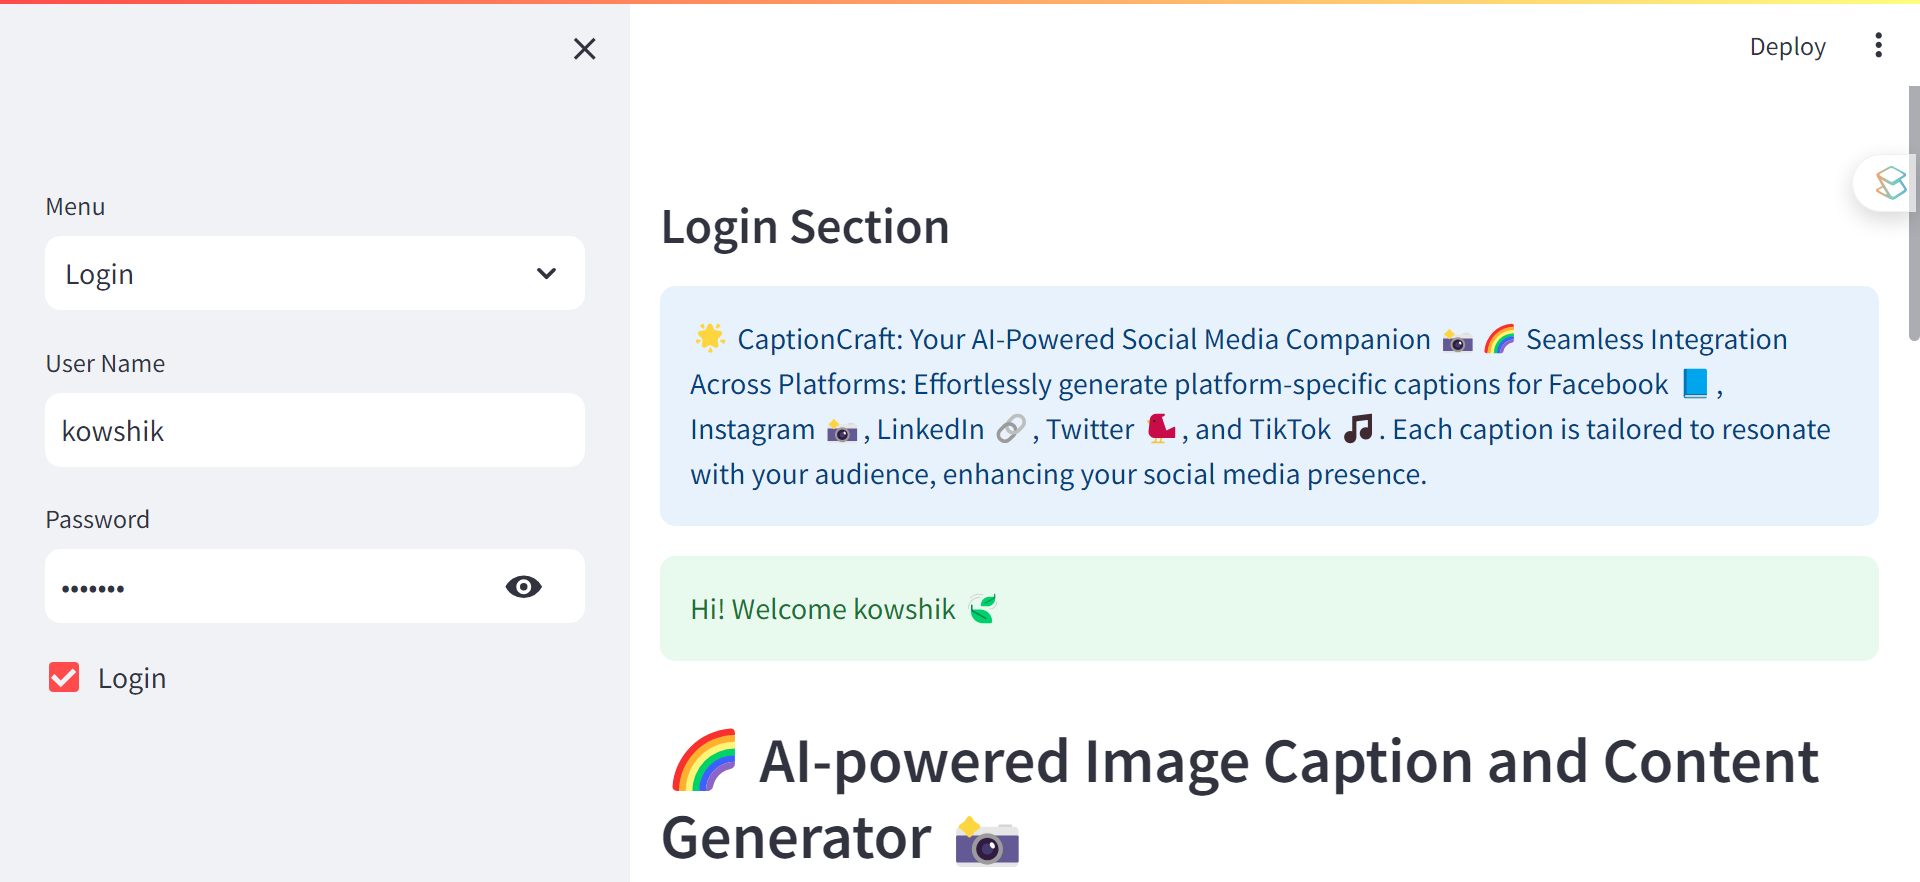 Deploy
Menu
Login
User Name
kowshik
Password
•••••••
Login
Login Section
🌟 CaptionCraft: Your AI-Powered Social Media Companion 📸 🌈 Seamless Integration
Across Platforms: Effortlessly generate platform-specific captions for Facebook 📘 ,
Instagram 📸 , LinkedIn 🔗 , Twitter 🐦 , and TikTok 🎵 . Each caption is tailored to resonate
with your audience, enhancing your social media presence.
Hi! Welcome kowshik 🍃
🌈 AI-powered Image Caption and Content
Generator 📸